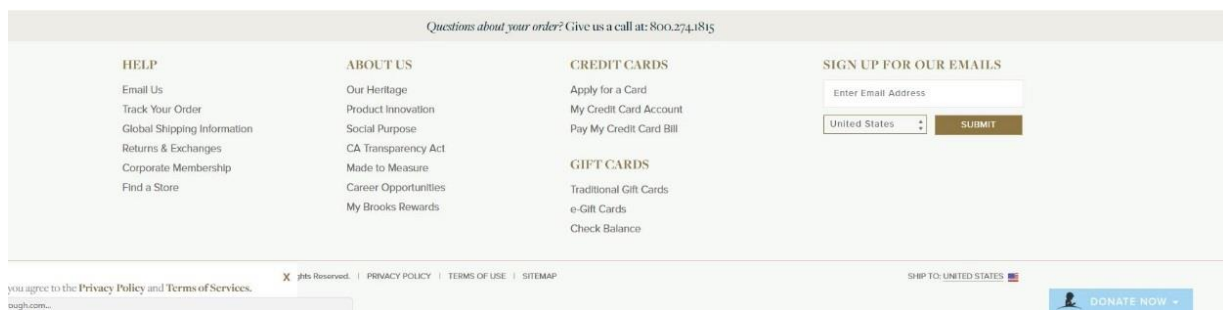 Questions about your order? Give us a call at: 800.274.1815
HELP
Email Us
Track Your Order
Global Shipping Information
Returns & Exchanges
Corporate Membership
Find a Store
ABOUT US
Our Heritage
Product Innovation
Social Purpose
CA Transparency Act
Made to Measure
Career Opportunities
My Brooks Rewards
CREDIT CARDS
Apply for a Card
My Credit Card Account
Pay My Credit Card Bill
GIFT CARDS
Traditional Gift Cards
e-Gift Cards
Check Balance
SIGN UP FOR OUR EMAILS
Enter Email Address
United States SUBMIT
X ghts Reserved. | PRIVACY POLICY | TERMS OF USE | SITEMAP
SHIP TO: UNITED STATES
you agree to the Privacy Policy and Terms of Services.
ough.com...
DONATE NOW